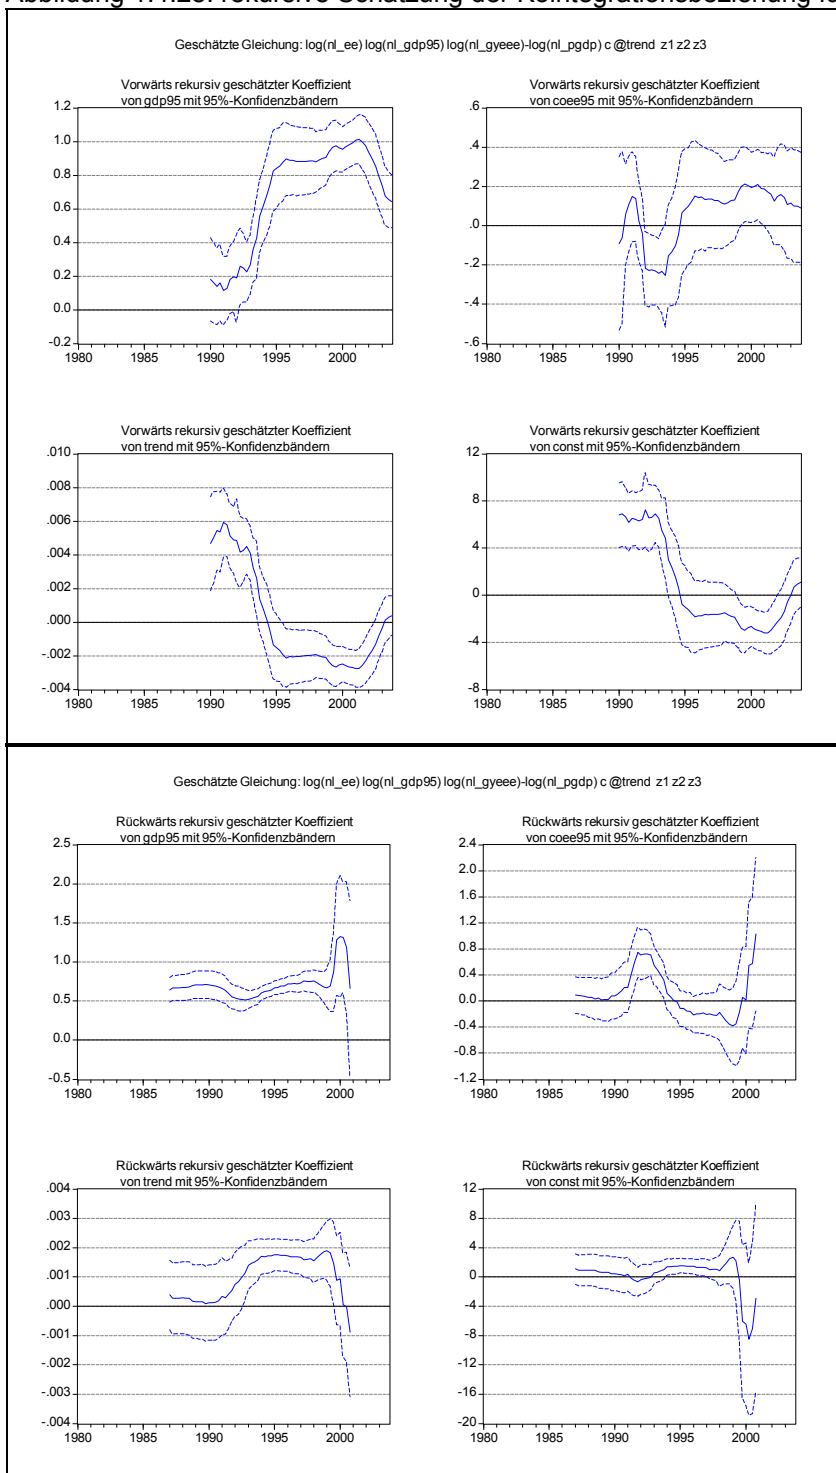 Abbildung rekursive Schätzung der Kointegrationsbeziehung
Geschätzte Gleichung: log(nl_ee) log(nl_gdp95) log(nl_gyeee)-log(nl_pgdp) c @trend z1 z2 z3
Vorwärts rekursiv geschätzter Koeffizient
von gdp95 mit 95%-Konfidenzbändern
1.2
1.0
0.8
0.6
0.4
0.2
0.0
-0.2
1980 1985 1990 1995 2000
Vorwärts rekursiv geschätzter Koeffizient
von coee95 mit 95%-Konfidenzbändern
.6
.4
.2
.0
-.2
-.4
-.6
1980 1985 1990 1995 2000
Vorwärts rekursiv geschätzter Koeffizient
von trend mit 95%-Konfidenzbändern
.010
.008
.006
.004
.002
.000
-.002
-.004
1980 1985 1990 1995 2000
Vorwärts rekursiv geschätzter Koeffizient
von const mit 95%-Konfidenzbändern
12
8
4
0
-4
-8
1980 1985 1990 1995 2000
Geschätzte Gleichung: log(nl_ee) log(nl_gdp95) log(nl_gyeee)-log(nl_pgdp) c @trend z1 z2 z3
Rückwärts rekursiv geschätzter Koeffizient
von gdp95 mit 95%-Konfidenzbändern
2.5
2.0
1.5
1.0
0.5
0.0
-0.5
1980 1985 1990 1995 2000
Rückwärts rekursiv geschätzter Koeffizient
von coee95 mit 95%-Konfidenzbändern
2.4
2.0
1.6
1.2
0.8
0.4
0.0
-0.4
-0.8
-1.2
1980 1985 1990 1995 2000
Rückwärts rekursiv geschätzter Koeffizient
von trend mit 95%-Konfidenzbändern
.004
.003
.002
.001
.000
-.001
-.002
-.003
-.004
1980 1985 1990 1995 2000
Rückwärts rekursiv geschätzter Koeffizient
von const mit 95%-Konfidenzbändern
12
8
4
0
-4
-8
-12
-16
-20
1980 1985 1990 1995 2000